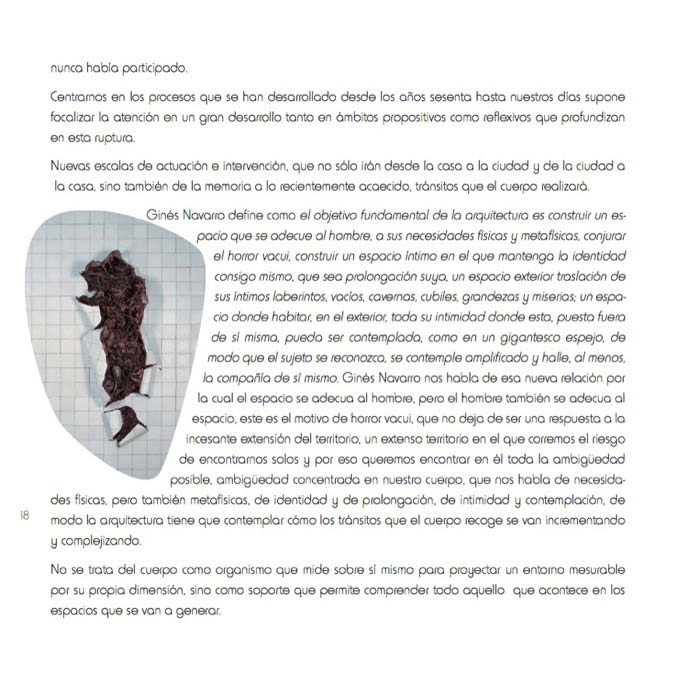 nunca había participado.
Centrarnos en los procesos que se han desarrollado desde los años sesenta hasta nuestros días supone
focalizar la atención en un gran desarrollo tanto en ámbitos propositivos como reflexivos que profundizan
en esta ruptura.
Nuevas escalas de actuación e intervención, que no sólo irán desde la casa a la ciudad y de la ciudad a
la casa, sino también de la memoria a lo recientemente acaecido, tránsitos que el cuerpo realizará.
Ginés Navarro define como el objetivo fundamental de la arquitectura es construir un es-
pacio que se adecue al hombre, a sus necesidades físicas y metafísicas, conjurar
el horror vacui, construir un espacio íntimo en el que mantenga la identidad
consigo mismo, que sea prolongación suya, un espacio exterior traslación de
sus íntimos laberintos, vacíos, cavernas, cubiles, grandezas y miserias; un espa-
cio donde habitar, en el exterior, toda su intimidad donde esta, puesta fuera
de sí misma, pueda ser contemplada, como en un gigantesco espejo, de
modo que el sujeto se reconozca, se contemple amplificado y halle, al menos,
la compañía de sí mismo. Ginés Navarro nos habla de esa nueva relación por
la cual el espacio se adecua al hombre, pero el hombre también se adecua al
espacio, este es el motivo de horror vacui, que no deja de ser una respuesta a la
incesante extensión del territorio, un extenso territorio en el que corremos el riesgo
de encontrarnos solos y por eso queremos encontrar en él toda la ambigüedad
posible, ambigüedad concentrada en nuestro cuerpo, que nos habla de necesida-
des físicas, pero también metafísicas, de identidad y de prolongación, de intimidad y contemplación, de
modo la arquitectura tiene que contemplar cómo los tránsitos que el cuerpo recoge se van incrementando
y complejizando.
No se trata del cuerpo como organismo que mide sobre sí mismo para proyectar un entorno mesurable
por su propia dimensión, sino como soporte que permite comprender todo aquello que acontece en los
espacios que se van a generar.
18